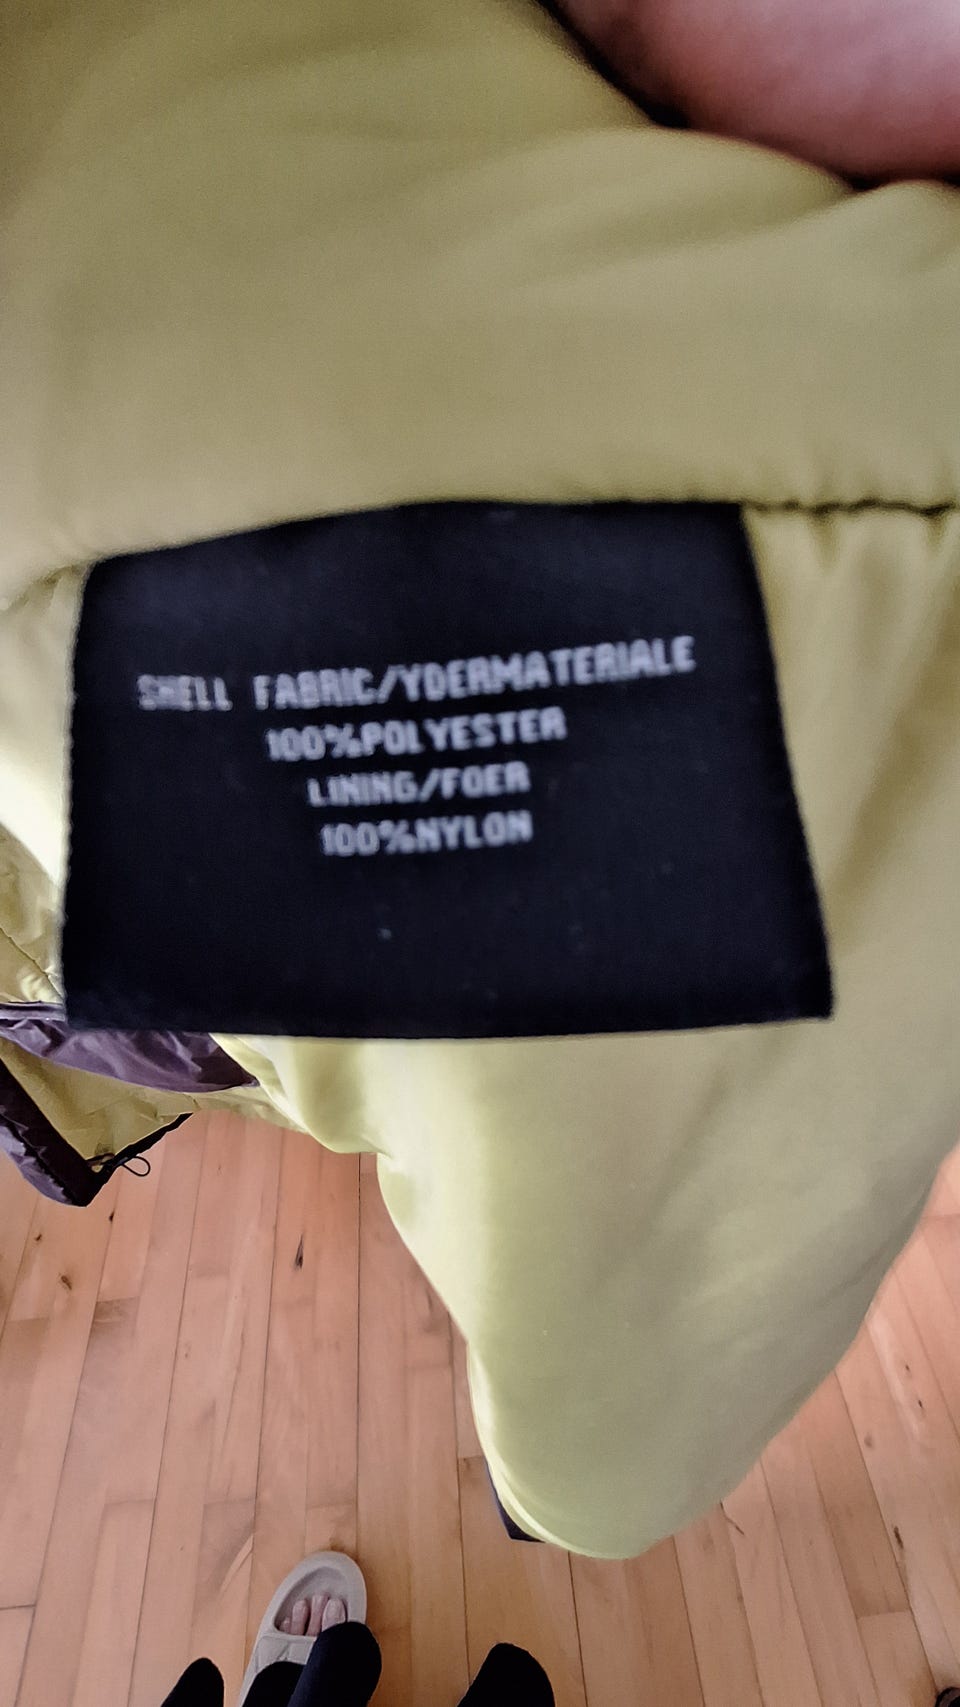 SHELL FABRIC/YDERMATERIALE
100%POLYESTER
LINING/FOER
100%NYLON